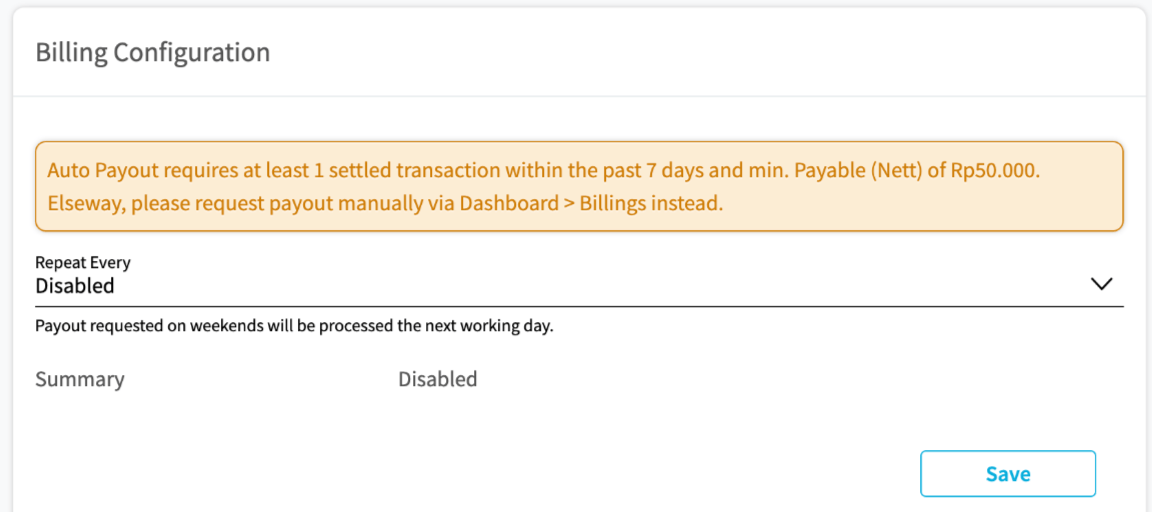 Billing Configuration
Auto Payout requires at least 1 settled transaction within the past 7 days and min. Payable (Nett) of Rp50.000.
Elseway, please request payout manually via Dashboard > Billings instead.
Repeat Every
Disabled
Payout requested on weekends will be processed the next working day.
Summary Disabled
Save